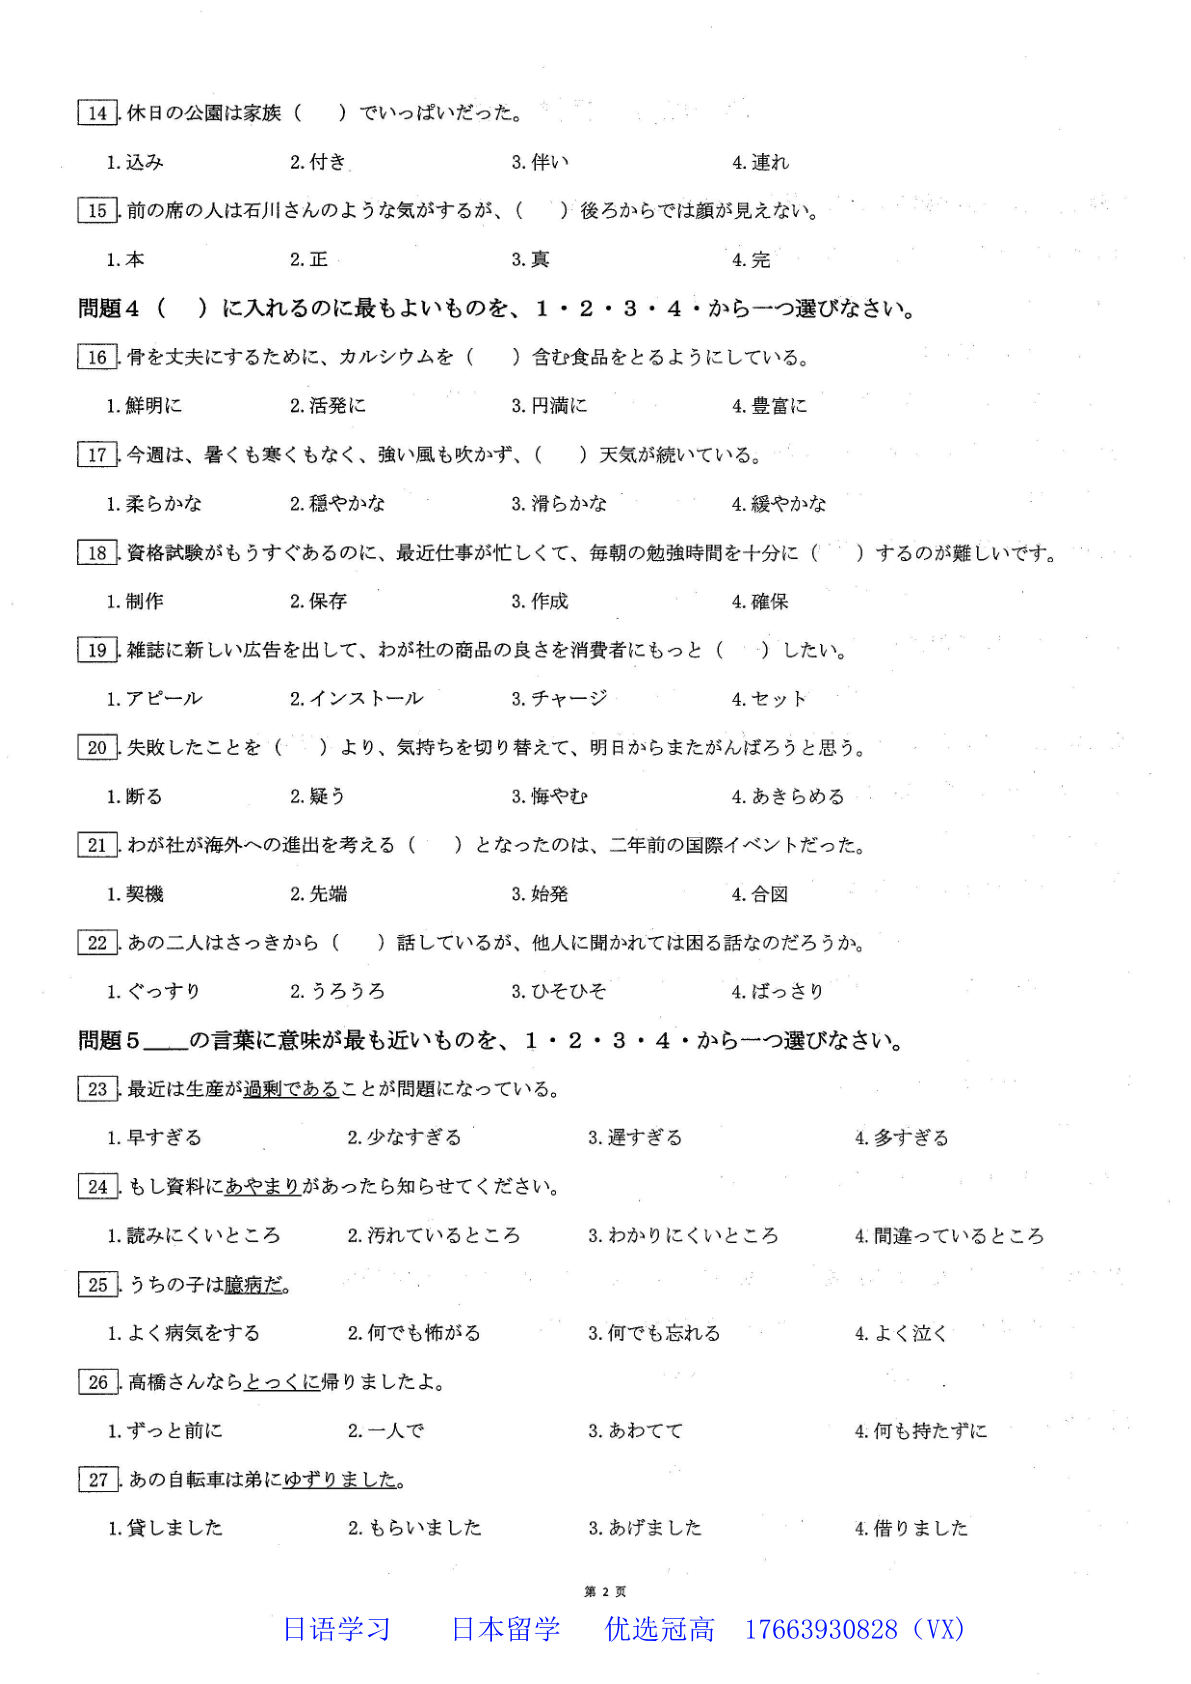 14.休日の公園は家族（　　）でいっぱいだった。
1.込み　2.付き　3.伴い　4.連れ
15.前の席の人は石川さんのような気がするが、（　　）後ろからでは顔が見えない。
1.本　2.正　3.真　4.完
問題４（　　）に入れるのに最もよいものを、１・２・３・４・から一つ選びなさい。
16.骨を丈夫にするために、カルシウムを（　　）含む食品をとるようにしている。
1.鮮明に　2.活発に　3.円満に　4.豊富に
17.今週は、暑くも寒くもなく、強い風も吹かず、（　　）天気が続いている。
1.柔らかな　2.穏やかな　3.滑らかな　4.緩やかな
18.資格試験がもうすぐあるのに、最近仕事が忙しくて、毎朝の勉強時間を十分に（　　）するのが難しいです。
1.制作　2.保存　3.作成　4.確保
19.雑誌に新しい広告を出して、わが社の商品の良さを消費者にもっと（　　）したい。
1.アピール　2.インストール　3.チャージ　4.セット
20.失敗したことを（　　）より、気持ちを切り替えて、明日からまたがんばろうと思う。
1.断る　2.疑う　3.悔やむ　4.あきらめる
21.わが社が海外への進出を考える（　　）となったのは、二年前の国際イベントだった。
1.契機　2.先端　3.始発　4.合図
22.あの二人はさっきから（　　）話しているが、他人に聞かれては困る話なのだろうか。
1.ぐっすり　2.うろうろ　3.ひそひそ　4.ばっさり
問題５____の言葉に意味が最も近いものを、１・２・３・４・から一つ選びなさい。
23.最近は生産が過剰であることが問題になっている。
1.早すぎる　2.少なすぎる　3.遅すぎる　4.多すぎる
24.もし資料にあやまりがあったら知らせてください。
1.読みにくいところ　2.汚れているところ　3.わかりにくいところ　4.間違っているところ
25.うちの子は臆病だ。
1.よく病気をする　2.何でも怖がる　3.何でも忘れる　4.よく泣く
26.高橋さんならとっくに帰りましたよ。
1.ずっと前に　2.一人で　3.あわてて　4.何も持たずに
27.あの自転車は弟にゆずりました。
1.貸しました　2.もらいました　3.あげました　4.借りました
第 2 页
日语学习　日本留学　优选冠高　17663930828（VX)